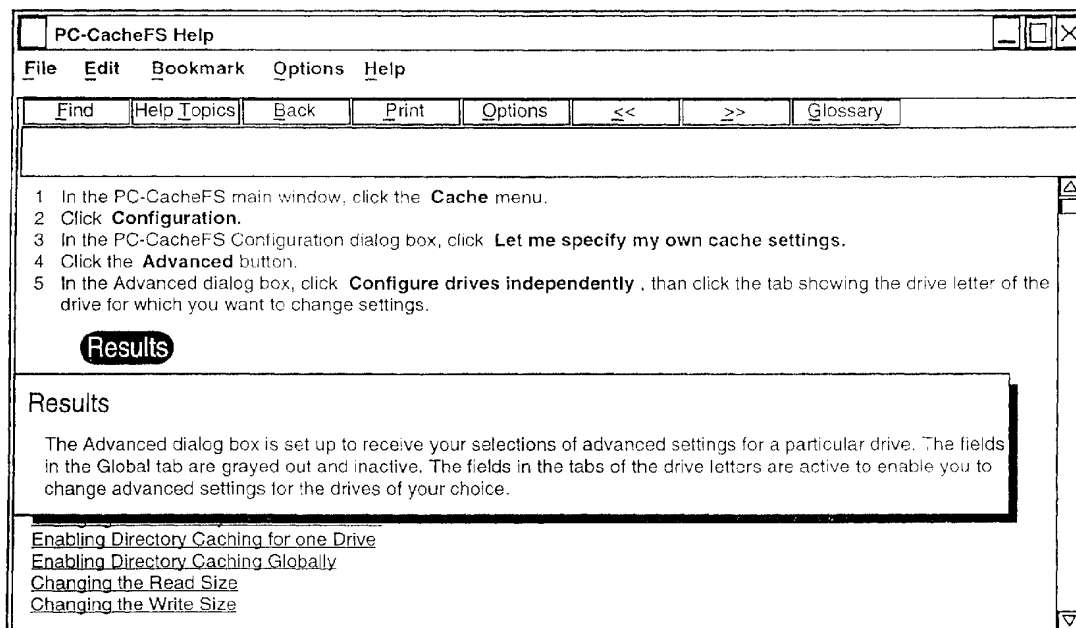 PC-CacheFS Help
File Edit Bookmark Options Help
Find Help Topics Back Print Options << >> Glossary
1 In the PC-CacheFS main window, click the Cache menu.
2 Click Configuration.
3 In the PC-CacheFS Configuration dialog box, click Let me specify my own cache settings.
4 Click the Advanced button.
5 In the Advanced dialog box, click Configure drives independently , than click the tab showing the drive letter of the
drive for which you want to change settings.
Results
Results
The Advanced dialog box is set up to receive your selections of advanced settings for a particular drive. The fields
in the Global tab are grayed out and inactive. The fields in the tabs of the drive letters are active to enable you to
change advanced settings for the drives of your choice.
Enabling Directory Caching for one Drive
Enabling Directory Caching Globally
Changing the Read Size
Changing the Write Size